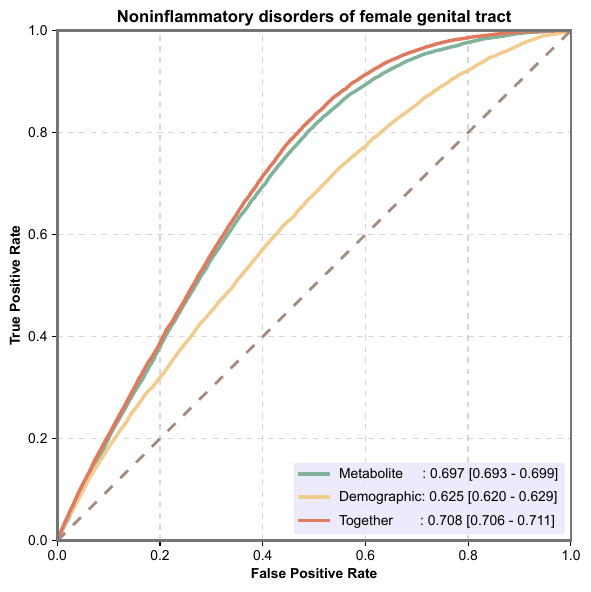 Noninflammatory disorders of female genital tract
1.0
0.8
0.6
0.4
0.2
0.0
True Positive Rate
Metabolite : 0.697 [0.693 - 0.699]
Demographic: 0.625 [0.620 - 0.629]
Together : 0.708 [0.706 - 0.711]
0.0 0.2 0.4 0.6 0.8 1.0
False Positive Rate